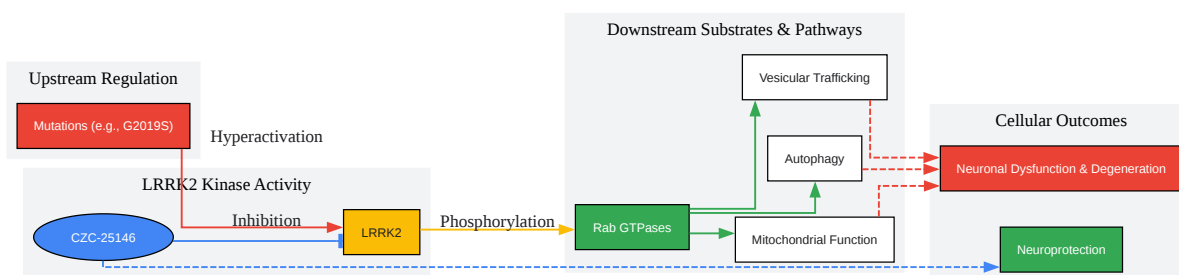 Upstream Regulation
Mutations (e.g., G2019S)
Hyperactivation
LRRK2 Kinase Activity
CZC-25146
Inhibition
LRRK2
Phosphorylation
Downstream Substrates & Pathways
Rab GTPases
Vesicular Trafficking
Autophagy
Mitochondrial Function
Cellular Outcomes
Neuronal Dysfunction & Degeneration
Neuroprotection